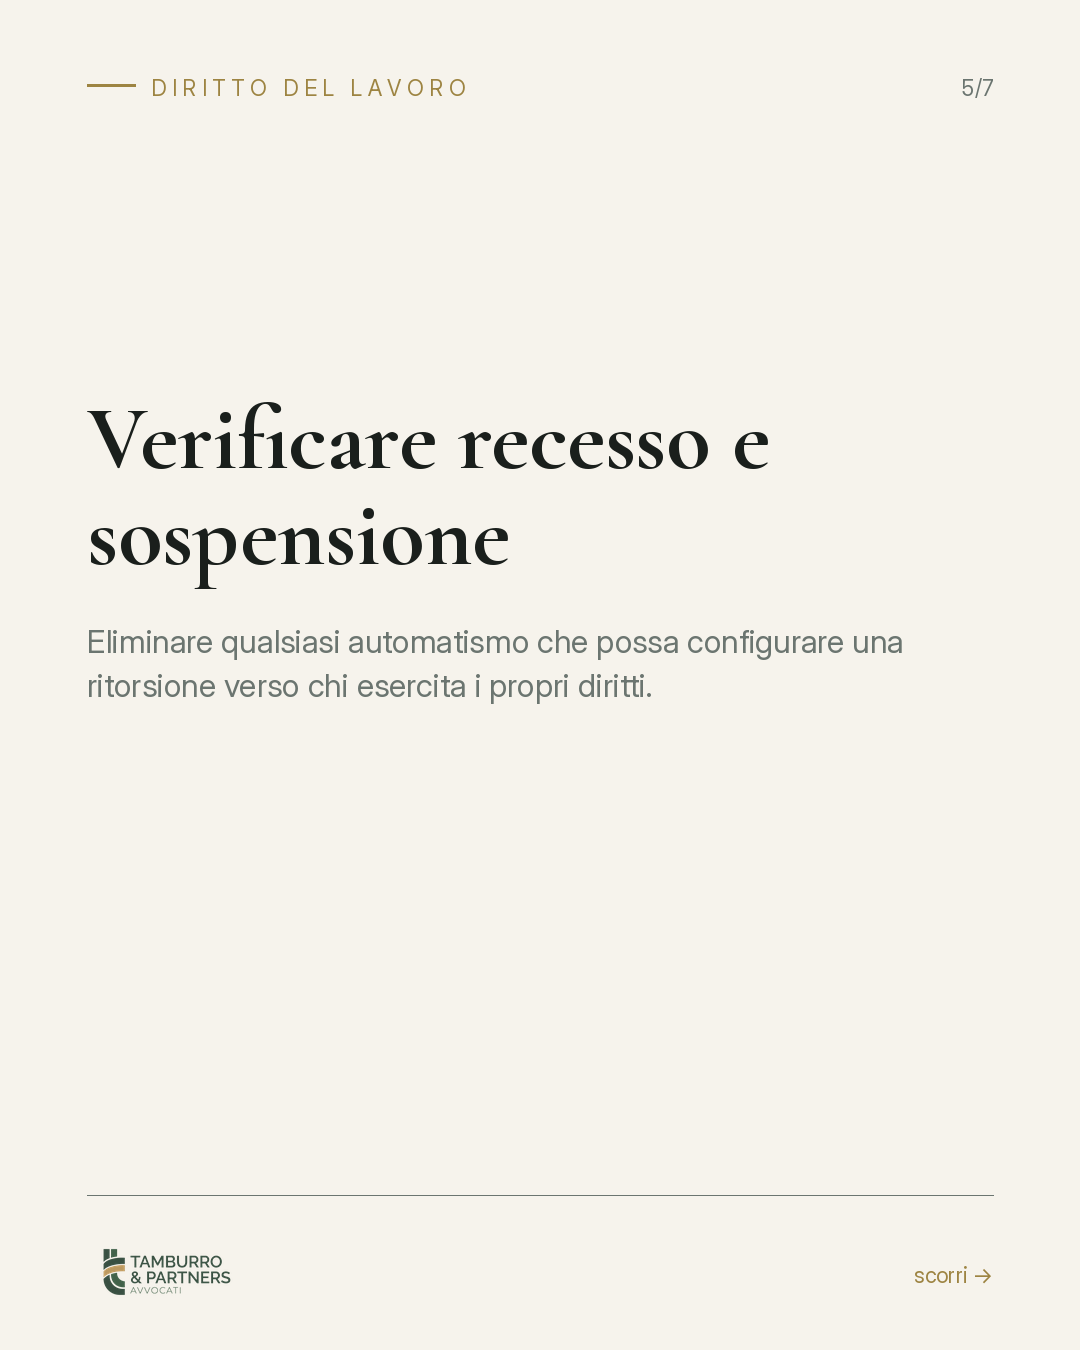 DIRITTO DEL LAVORO
5/7
Verificare recesso e
sospensione
Eliminare qualsiasi automatismo che possa configurare una
ritorsione verso chi esercita i propri diritti.
TAMBURRO
& PARTNERS
AVVOCATI
scorri →